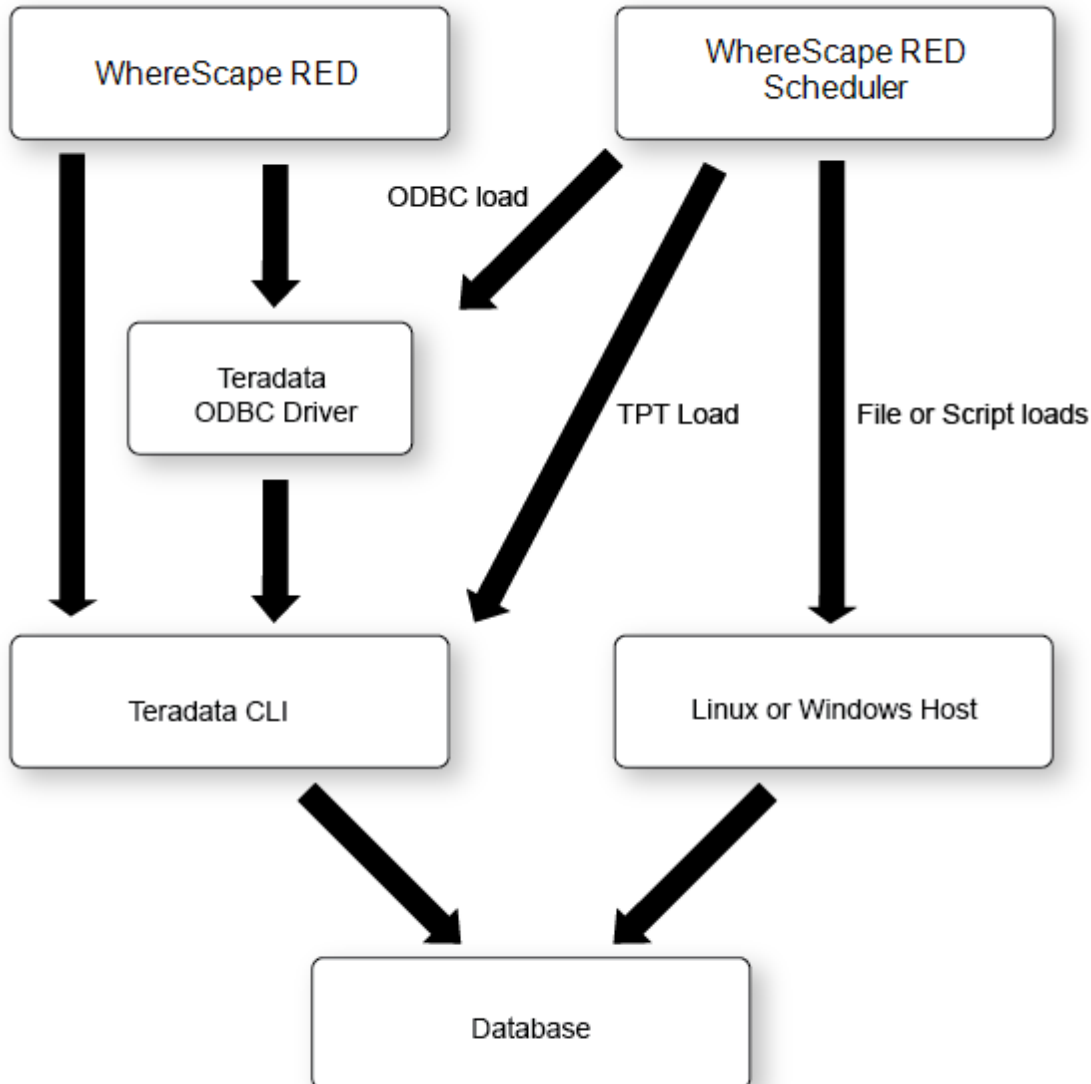 WhereScape RED
WhereScape RED
Scheduler
ODBC load
Teradata
ODBC Driver
TPT Load
File or Script loads
Teradata CLI
Linux or Windows Host
Database